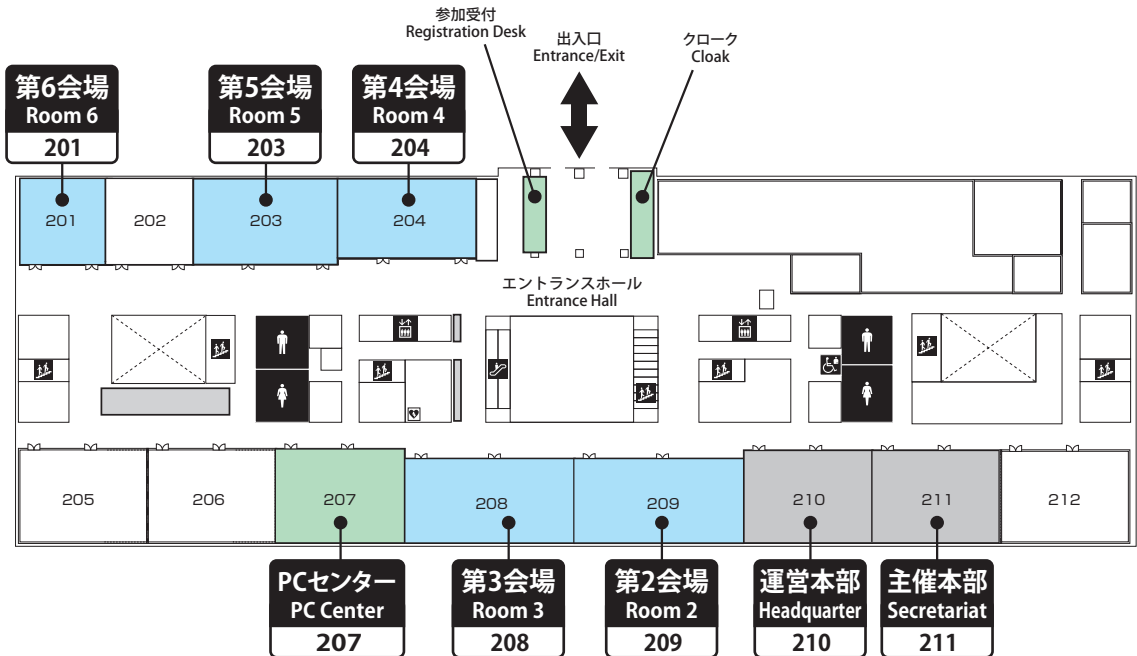 参加受付
Registration Desk
出入口
Entrance/Exit
クローク
Cloak
第6会場
Room 6
201
第5会場
Room 5
203
第4会場
Room 4
204
201
202
203
204
エントランスホール
Entrance Hall
205
206
207
208
209
210
211
212
PCセンター
PC Center
207
第3会場
Room 3
208
第2会場
Room 2
209
運営本部
Headquarter
210
主催本部
Secretariat
211